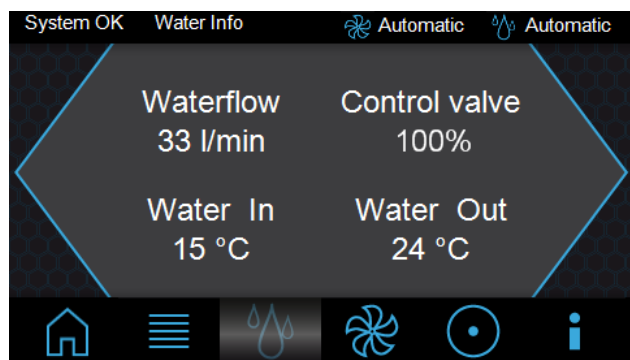 System OK Water Info Automatic Automatic
Waterflow Control valve
33 l/min 100%
Water In Water Out
15 °C 24 °C